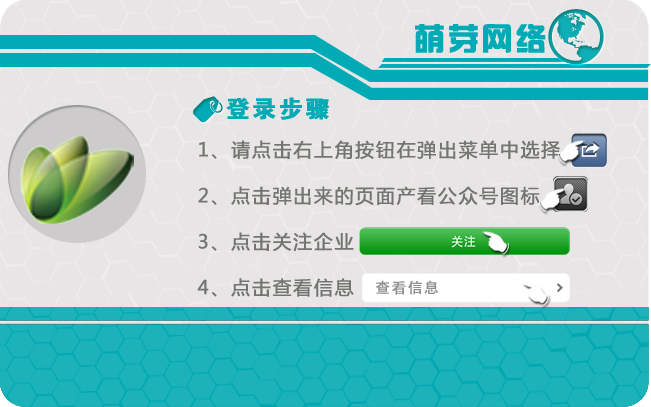 萌芽网络
登录步骤
1、请点击右上角按钮在弹出菜单中选择
2、点击弹出来的页面产看公众号图标
3、点击关注企业 关注
4、点击查看信息 查看信息